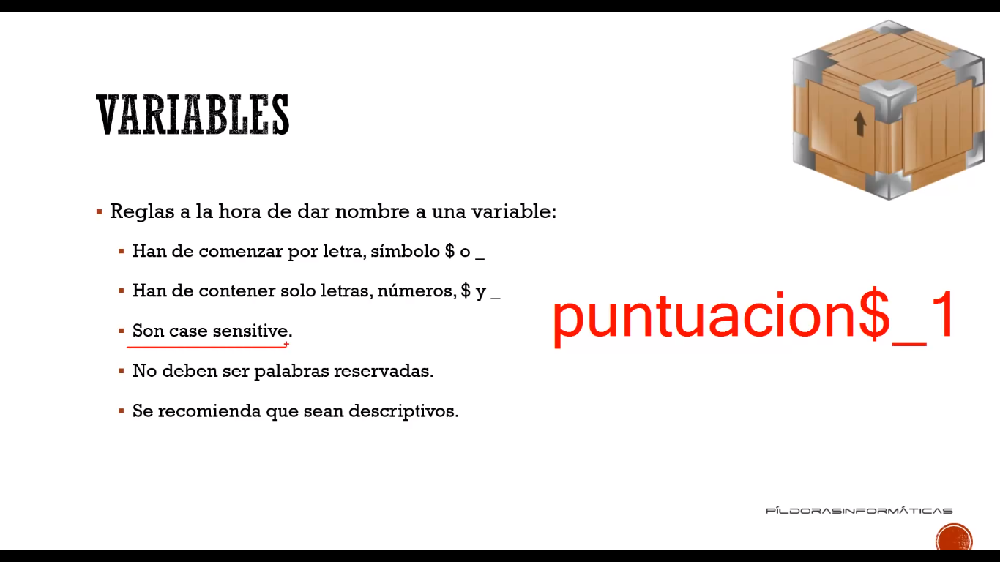 VARIABLES
▪ Reglas a la hora de dar nombre a una variable:
▪ Han de comenzar por letra, símbolo $ o _
▪ Han de contener solo letras, números, $ y _
▪ Son case sensitive.
▪ No deben ser palabras reservadas.
▪ Se recomienda que sean descriptivos.
puntuacion$_1
PÍLDORASINFORMÁTICAS